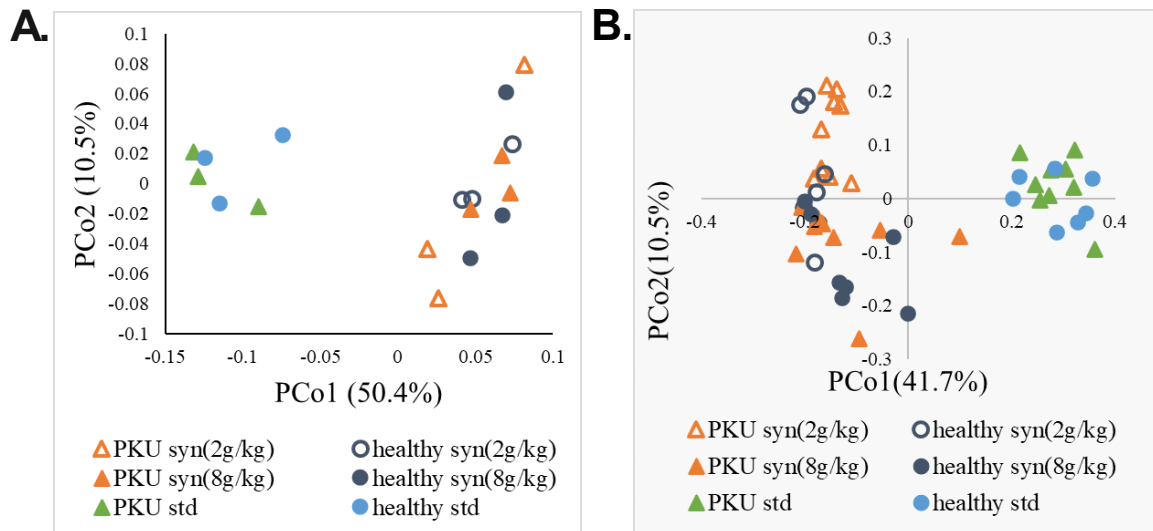 A.
PCo2 (10.5%)
0.1
0.08
0.06
0.04
0.02
0
-0.02
-0.04
-0.06
-0.08
-0.1
-0.15 -0.1 -0.05 0 0.05 0.1
PCo1 (50.4%)
PKU syn(2g/kg) healthy syn(2g/kg)
PKU syn(8g/kg) healthy syn(8g/kg)
PKU std healthy std
B.
PCo2(10.5%)
0.3
0.2
0.1
0
-0.1
-0.2
-0.3
-0.4 -0.2 0 0.2 0.4
PCo1(41.7%)
PKU syn(2g/kg) healthy syn(2g/kg)
PKU syn(8g/kg) healthy syn(8g/kg)
PKU std healthy std